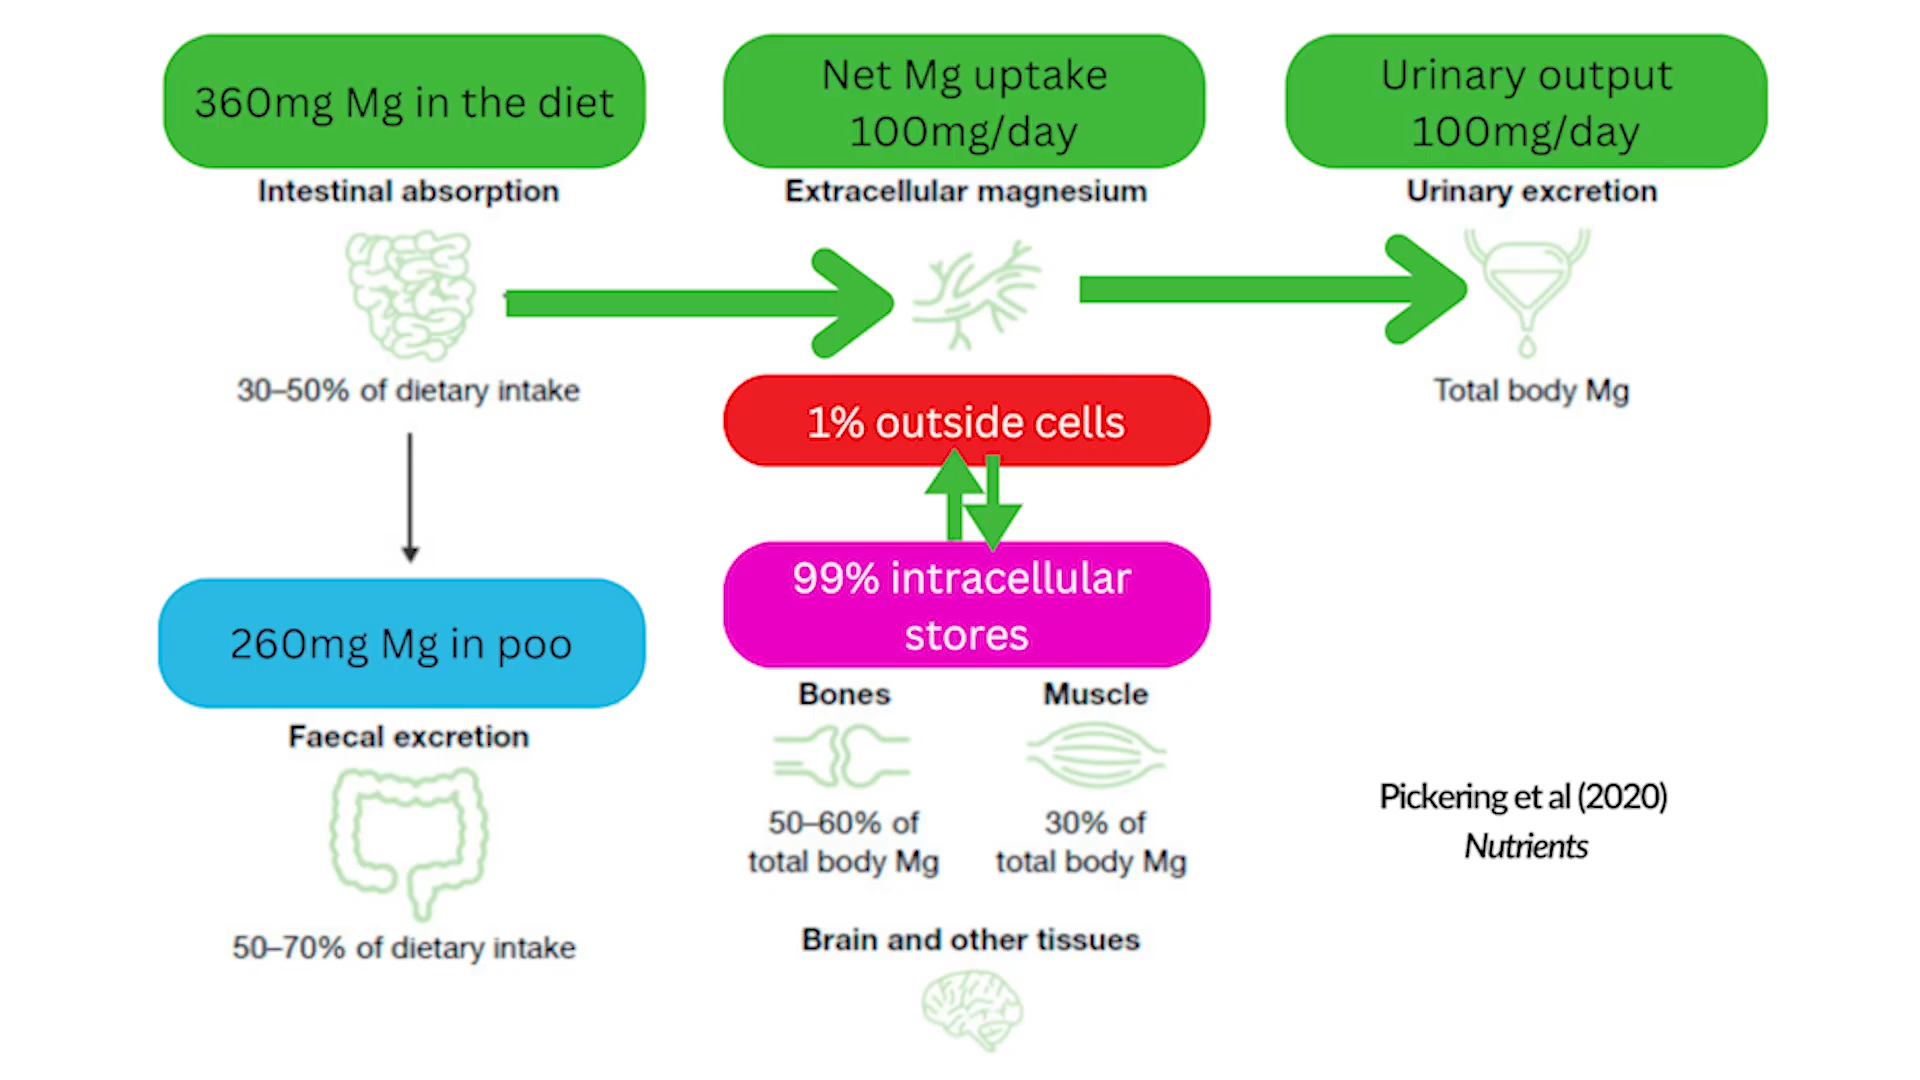 360mg Mg in the diet
Intestinal absorption
30–50% of dietary intake
260mg Mg in poo
Faecal excretion
50–70% of dietary intake
Net Mg uptake
100mg/day
Extracellular magnesium
1% outside cells
99% intracellular
stores
Bones
50–60% of
total body Mg
Muscle
30% of
total body Mg
Brain and other tissues
Urinary output
100mg/day
Urinary excretion
Total body Mg
Pickering et al (2020)
Nutrients